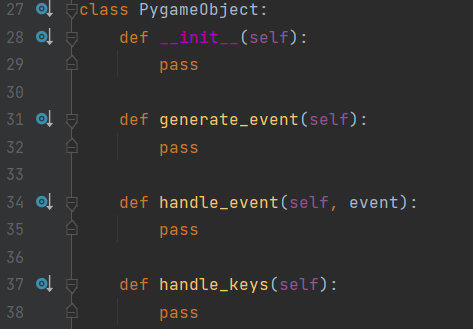 27 class PygameObject:
28     def __init__(self):
29         pass
30
31     def generate_event(self):
32         pass
33
34     def handle_event(self, event):
35         pass
36
37     def handle_keys(self):
38         pass